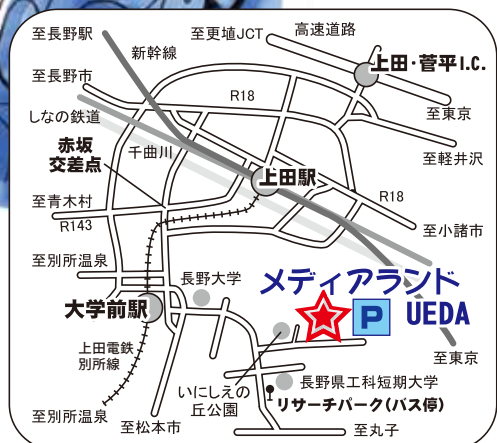 至長野駅
新幹線
至更埴JCT
高速道路
上田・菅平I.C.
至長野市
R18
至東京
しなの鉄道
赤坂
交差点
千曲川
至軽井沢
上田駅
至青木村
R143
R18
至小諸市
至別所温泉
長野大学
メディアランド
UEDA
P
大学前駅
上田電鉄
別所線
いにしえの
丘公園
至東京
長野県工科短期大学
リサーチパーク(バス停)
至別所温泉
至松本市
至丸子